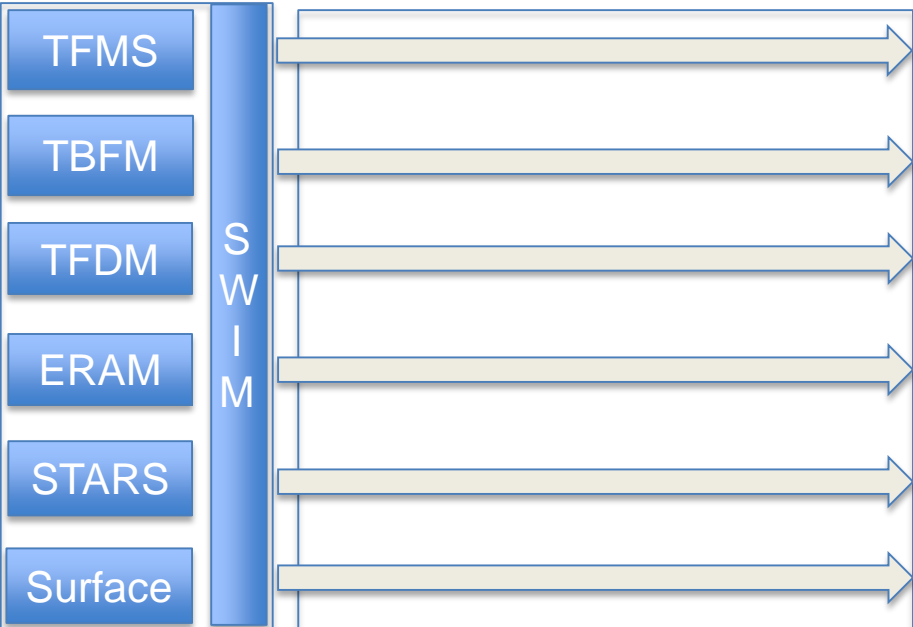 TFMS
TBFM
TFDM
ERAM
STARS
Surface
S
W
I
M